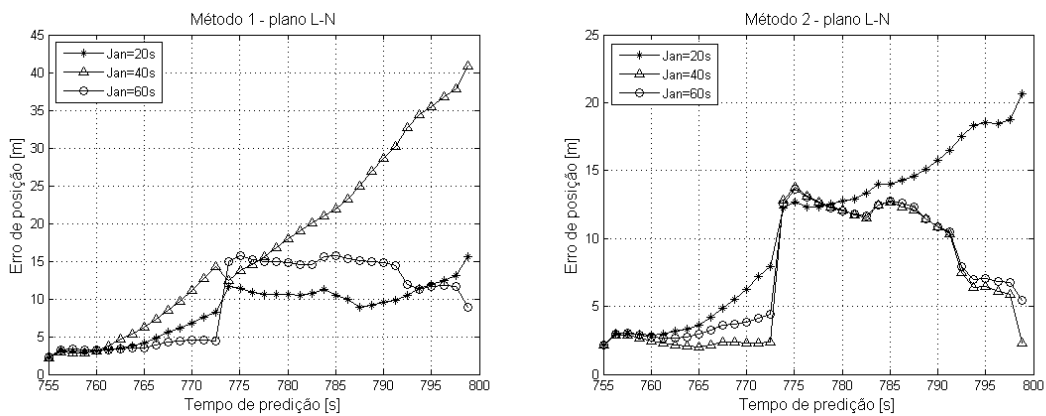 Método 1 - plano L-N
Jan=20s
Jan=40s
Jan=60s
Erro de posição [m]
45
40
35
30
25
20
15
10
5
0
755 760 765 770 775 780 785 790 795 800
Tempo de predição [s]
Método 2 - plano L-N
Jan=20s
Jan=40s
Jan=60s
Erro de posição [m]
25
20
15
10
5
0
755 760 765 770 775 780 785 790 795 800
Tempo de predição [s]